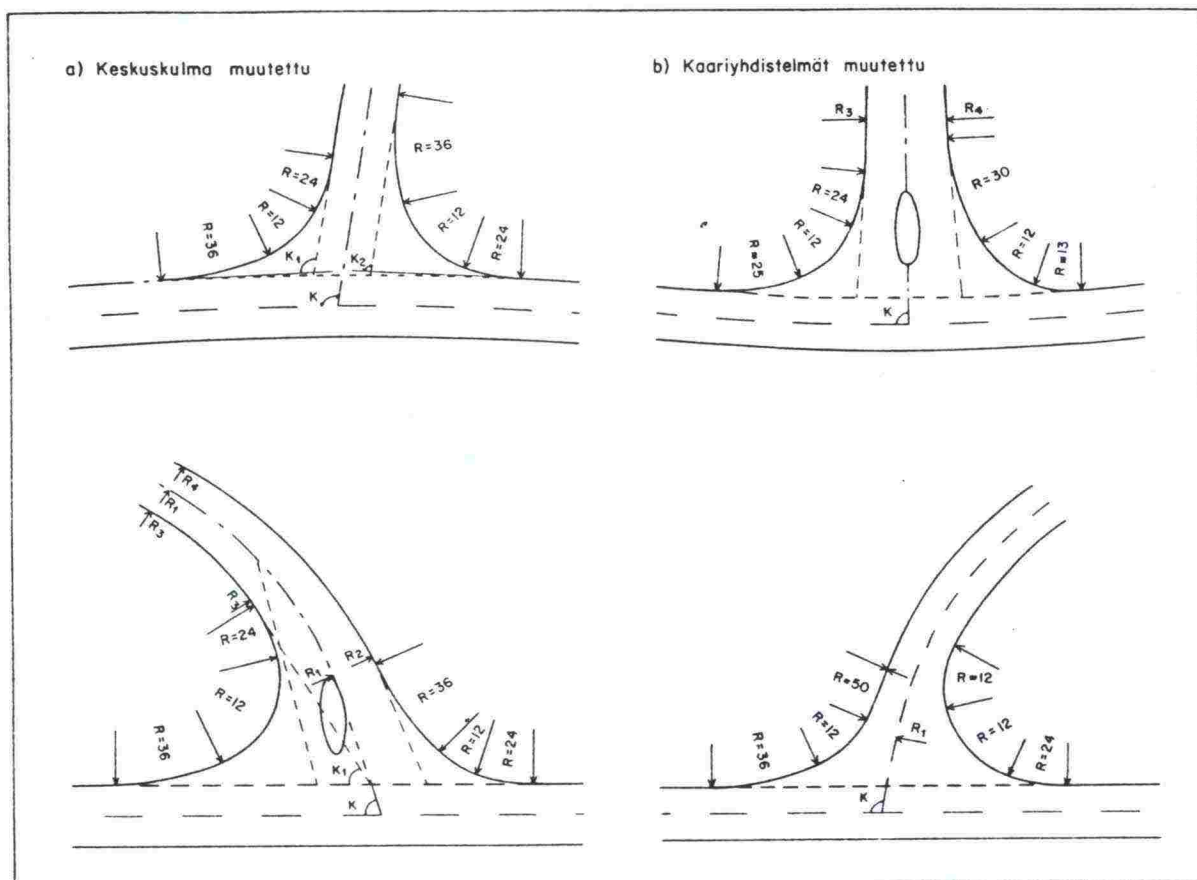 a) Keskuskulma muutettu
R=36
R=24
R=12
R=36
R=12
R=24
K₁
K₂
K
b) Kaariyhdistelmät muutettu
R₃
R₄
R=24
R=12
R=25
R=30
R=12
R=13
K
R₄
R₁
R₃
R=24
R=12
R=36
R₁
R₂
R=36
R=12
R=24
K₁
K
R=50
R=12
R=36
R₁
R=12
R=12
R=24
K